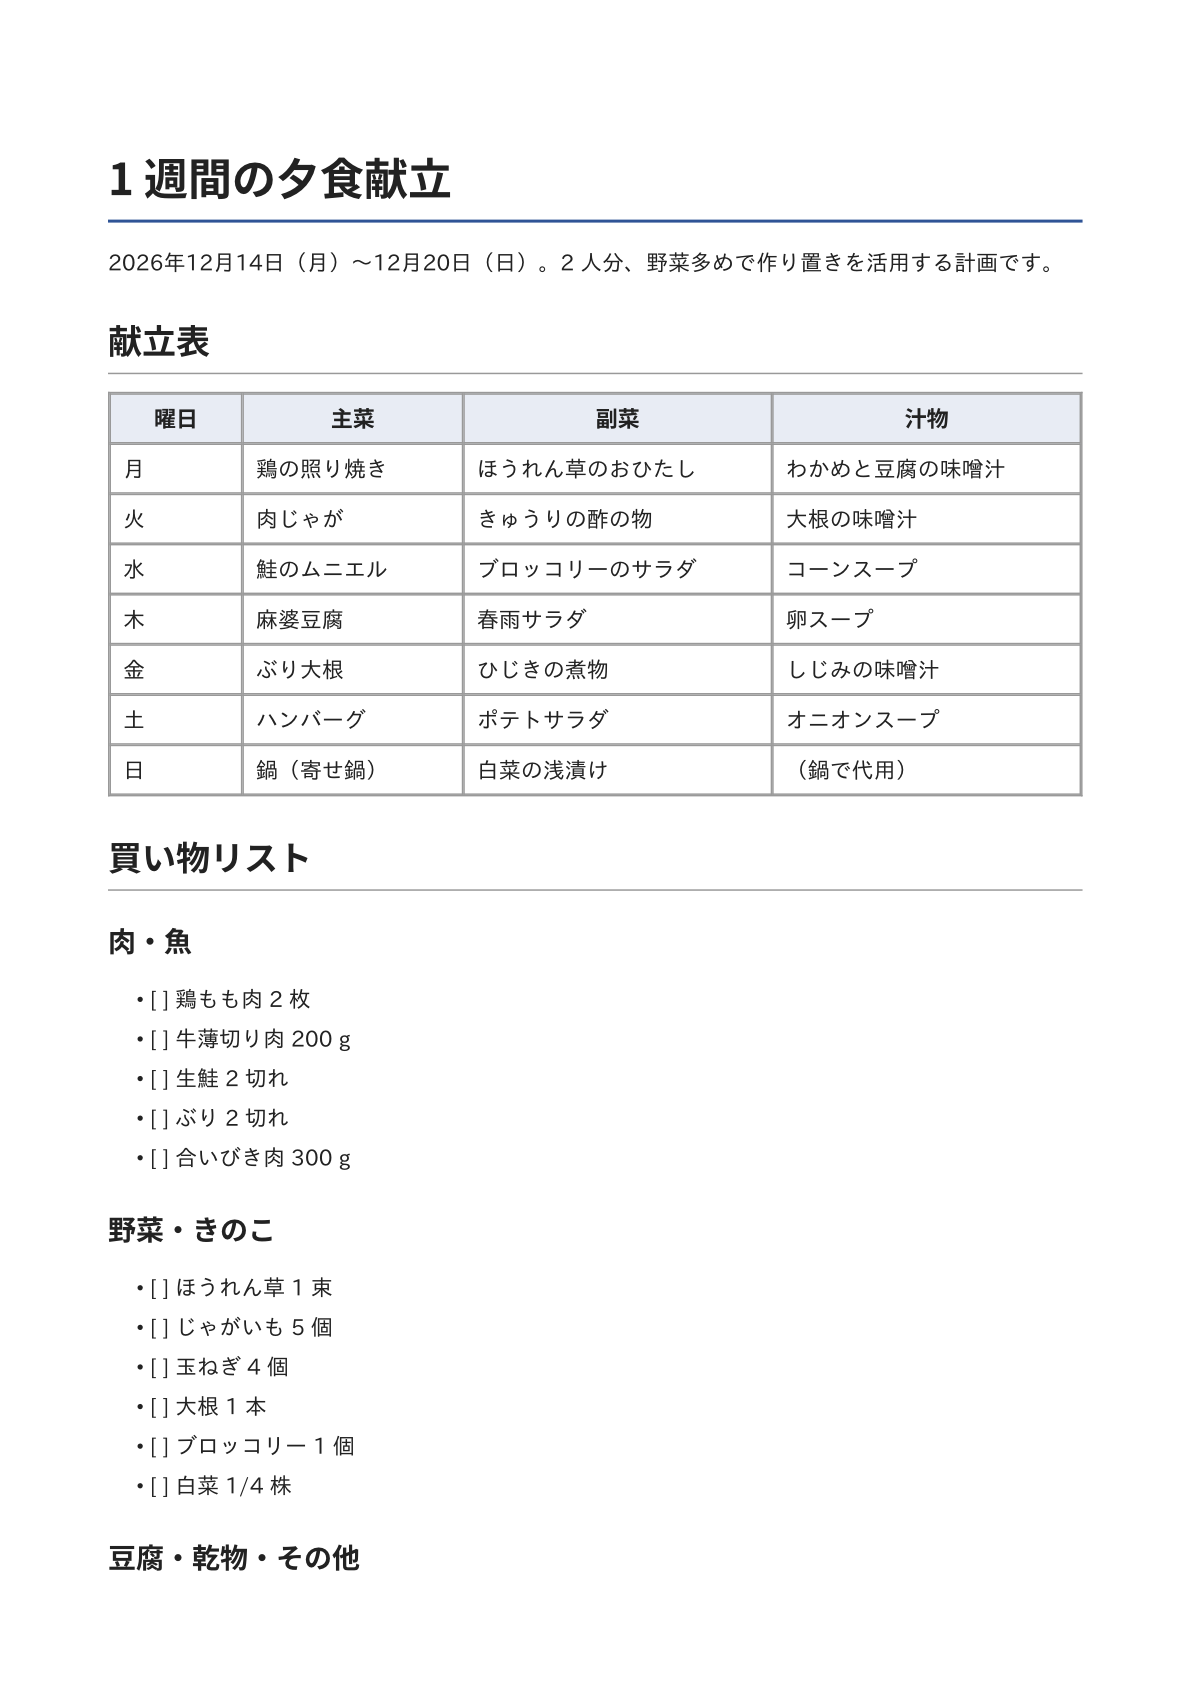 1 週間の夕食献立
2026年12月14日（月）〜12月20日（日）。2 人分、野菜多めで作り置きを活用する計画です。
献立表
曜日 主菜 副菜 汁物
月 鶏の照り焼き ほうれん草のおひたし わかめと豆腐の味噌汁
火 肉じゃが きゅうりの酢の物 大根の味噌汁
水 鮭のムニエル ブロッコリーのサラダ コーンスープ
木 麻婆豆腐 春雨サラダ 卵スープ
金 ぶり大根 ひじきの煮物 しじみの味噌汁
土 ハンバーグ ポテトサラダ オニオンスープ
日 鍋（寄せ鍋） 白菜の浅漬け （鍋で代用）
買い物リスト
肉・魚
• [ ] 鶏もも肉 2 枚
• [ ] 牛薄切り肉 200 g
• [ ] 生鮭 2 切れ
• [ ] ぶり 2 切れ
• [ ] 合いびき肉 300 g
野菜・きのこ
• [ ] ほうれん草 1 束
• [ ] じゃがいも 5 個
• [ ] 玉ねぎ 4 個
• [ ] 大根 1 本
• [ ] ブロッコリー 1 個
• [ ] 白菜 1/4 株
豆腐・乾物・その他